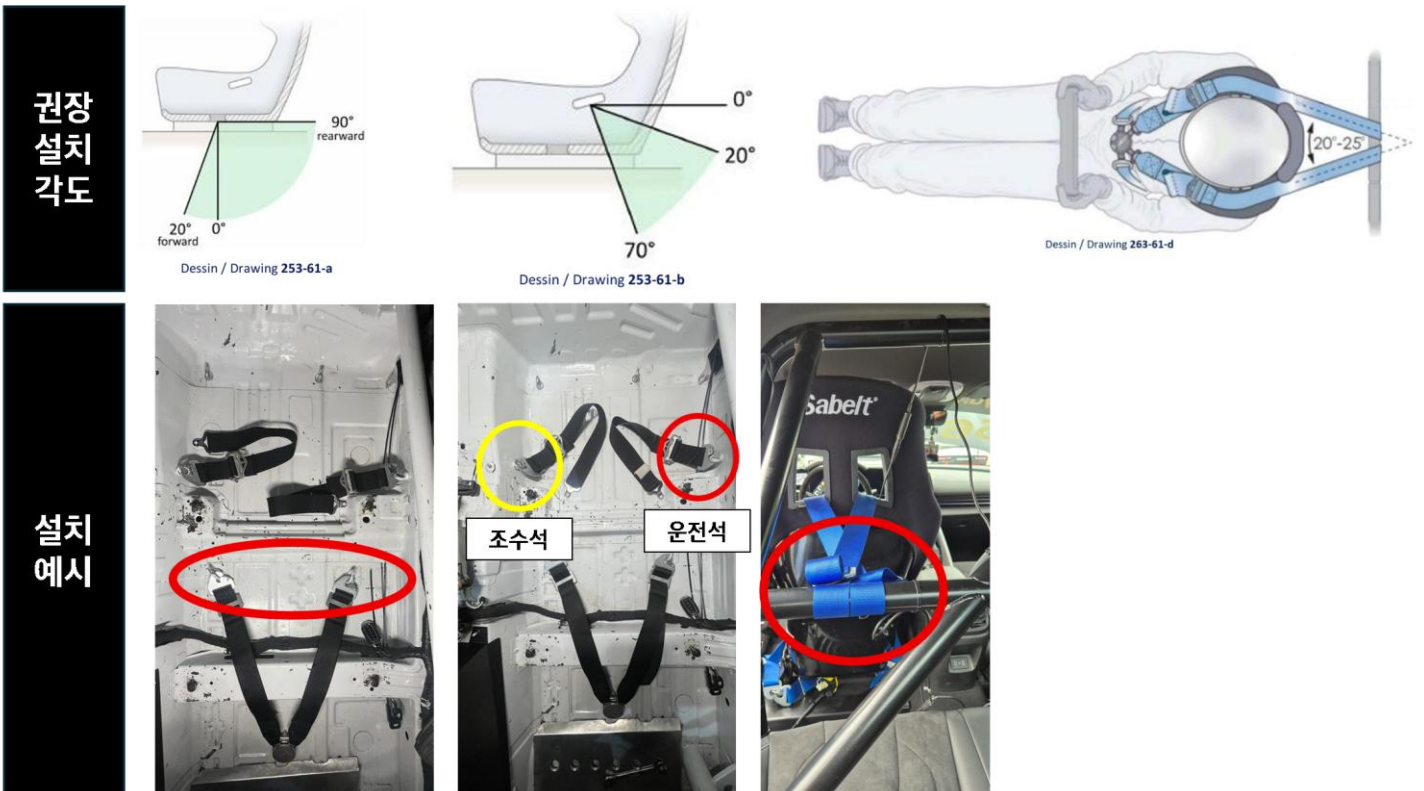 권장
설치
각도
90°
rearward
20°
forward
0°
Dessin / Drawing 253-61-a
0°
20°
70°
Dessin / Drawing 253-61-b
20°-25°
Dessin / Drawing 263-61-d
설치
예시
조수석
운전석
Sabelt